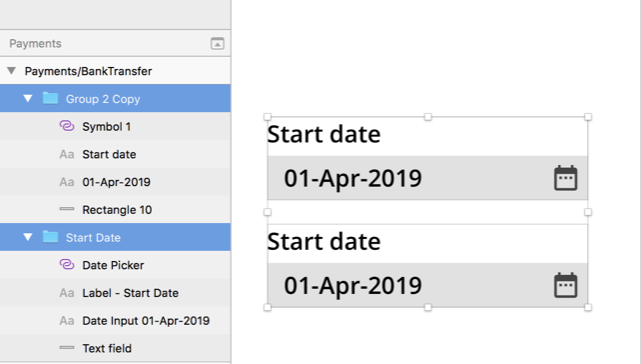 Payments
Payments/BankTransfer
Group 2 Copy
Symbol 1
Aa Start date
Aa 01-Apr-2019
Rectangle 10
Start Date
Date Picker
Aa Label - Start Date
Aa Date Input 01-Apr-2019
Text field
Start date
01-Apr-2019
Start date
01-Apr-2019